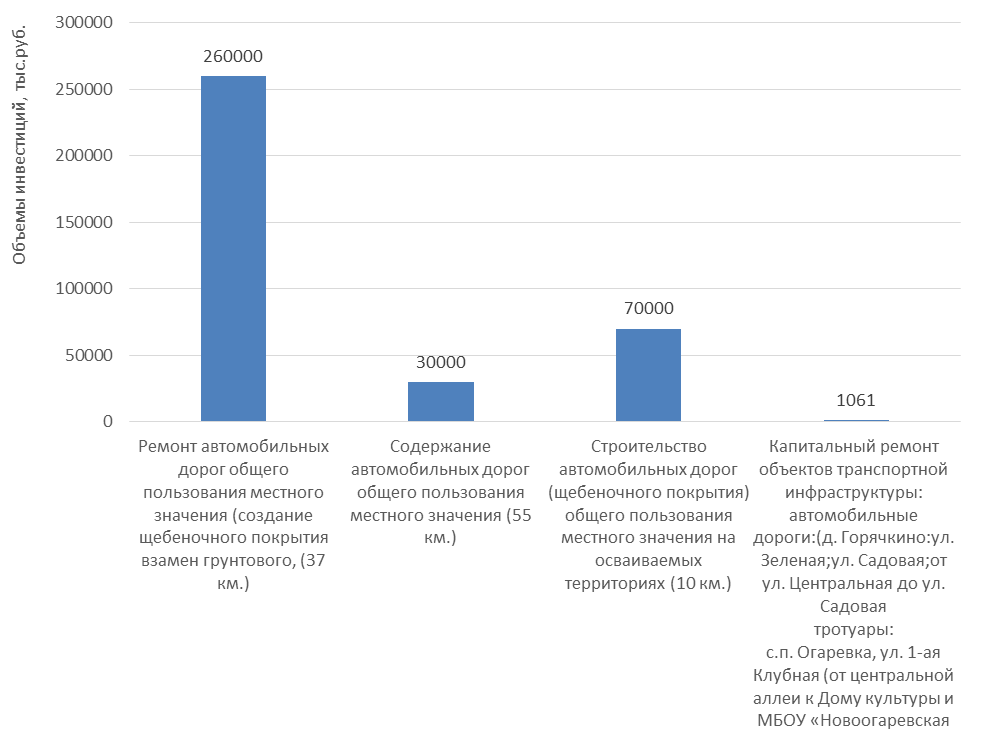 Объемы инвестиций, тыс.руб.
300000
250000
200000
150000
100000
50000
0
260000
30000
70000
1061
Ремонт автомобильных
дорог общего
пользования местного
значения (создание
щебеночного покрытия
взамен грунтового, (37
км.)
Содержание
автомобильных дорог
общего пользования
местного значения (55
км.)
Строительство
автомобильных дорог
(щебеночного покрытия)
общего пользования
местного значения на
осваиваемых
территориях (10 км.)
Капитальный ремонт
объектов транспортной
инфраструктуры:
автомобильные
дороги:(д. Горячкино:ул.
Зеленая;ул. Садовая;от
ул. Центральная до ул.
Садовая
тротуары:
с.п. Огаревка, ул. 1-ая
Клубная (от центральной
аллеи к Дому культуры и
МБОУ «Новоогаревская